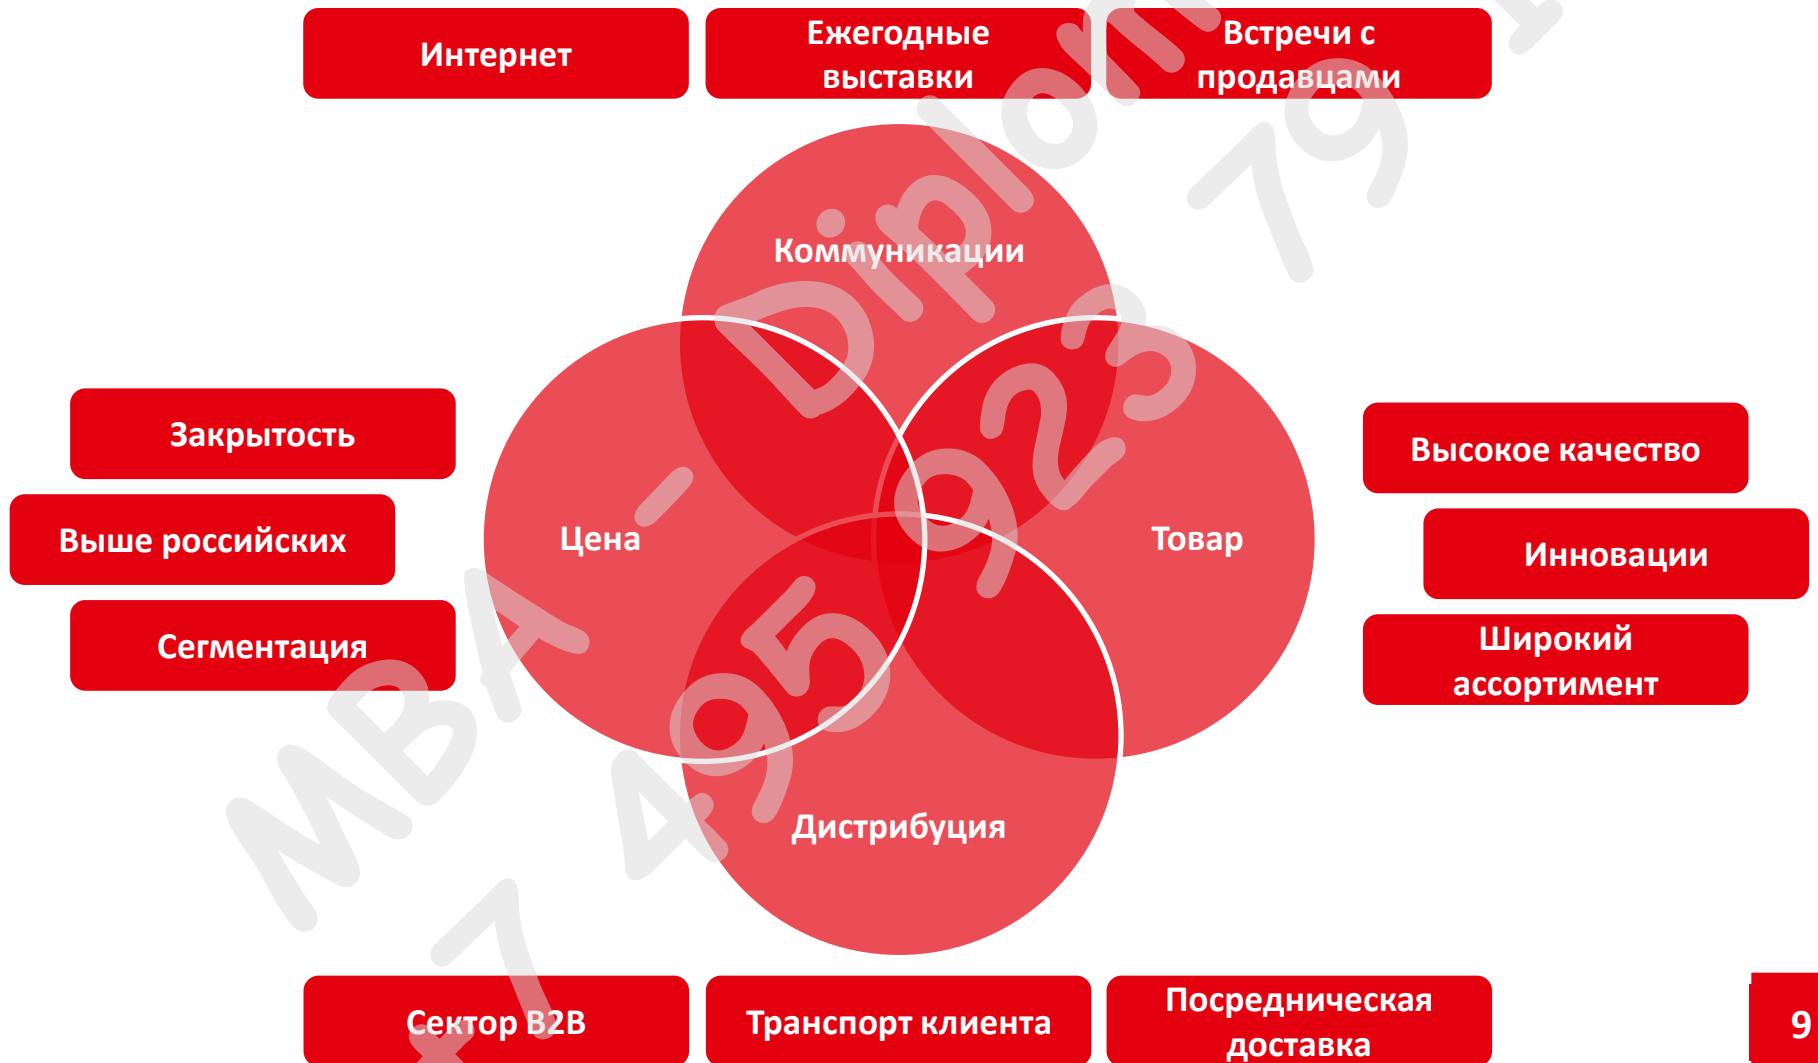 Интернет
Ежегодные
выставки
Встречи с
продавцами
Коммуникации
Закрытость
Выше российских
Сегментация
Цена
Товар
Высокое качество
Инновации
Широкий
ассортимент
Дистрибуция
Сектор B2B
Транспорт клиента
Посредническая
доставка
9
MBA - Diplom
+7 495 923 79